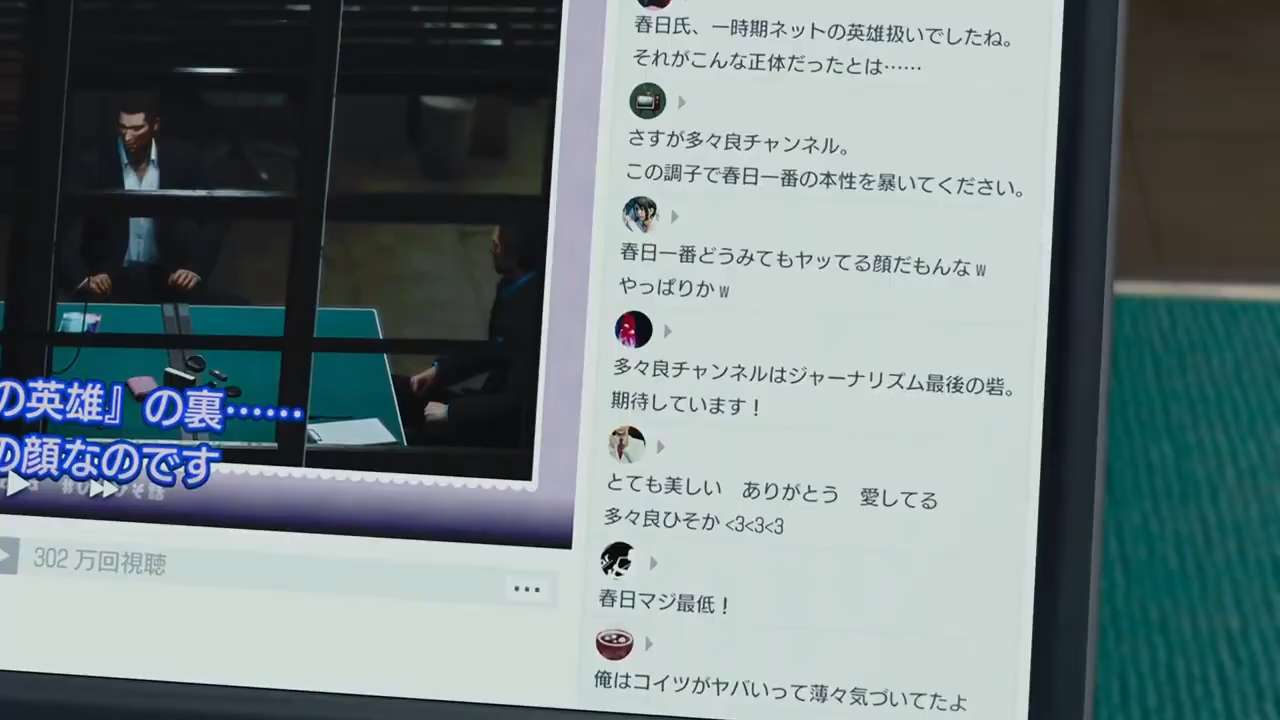 の英雄』の裏……
の顔なのです
302 万回視聴
春日氏、一時期ネットの英雄扱いでしたね。
それがこんな正体だったとは……
さすが多々良チャンネル。
この調子で春日一番の本性を暴いてください。
春日一番どうみてもヤッてる顔だもんなｗ
やっぱりかｗ
多々良チャンネルはジャーナリズム最後の砦。
期待しています！
とても美しい　ありがとう　愛してる
多々良ひそか <3<3<3
春日マジ最低！
俺はコイツがヤバいって薄々気づいてたよ